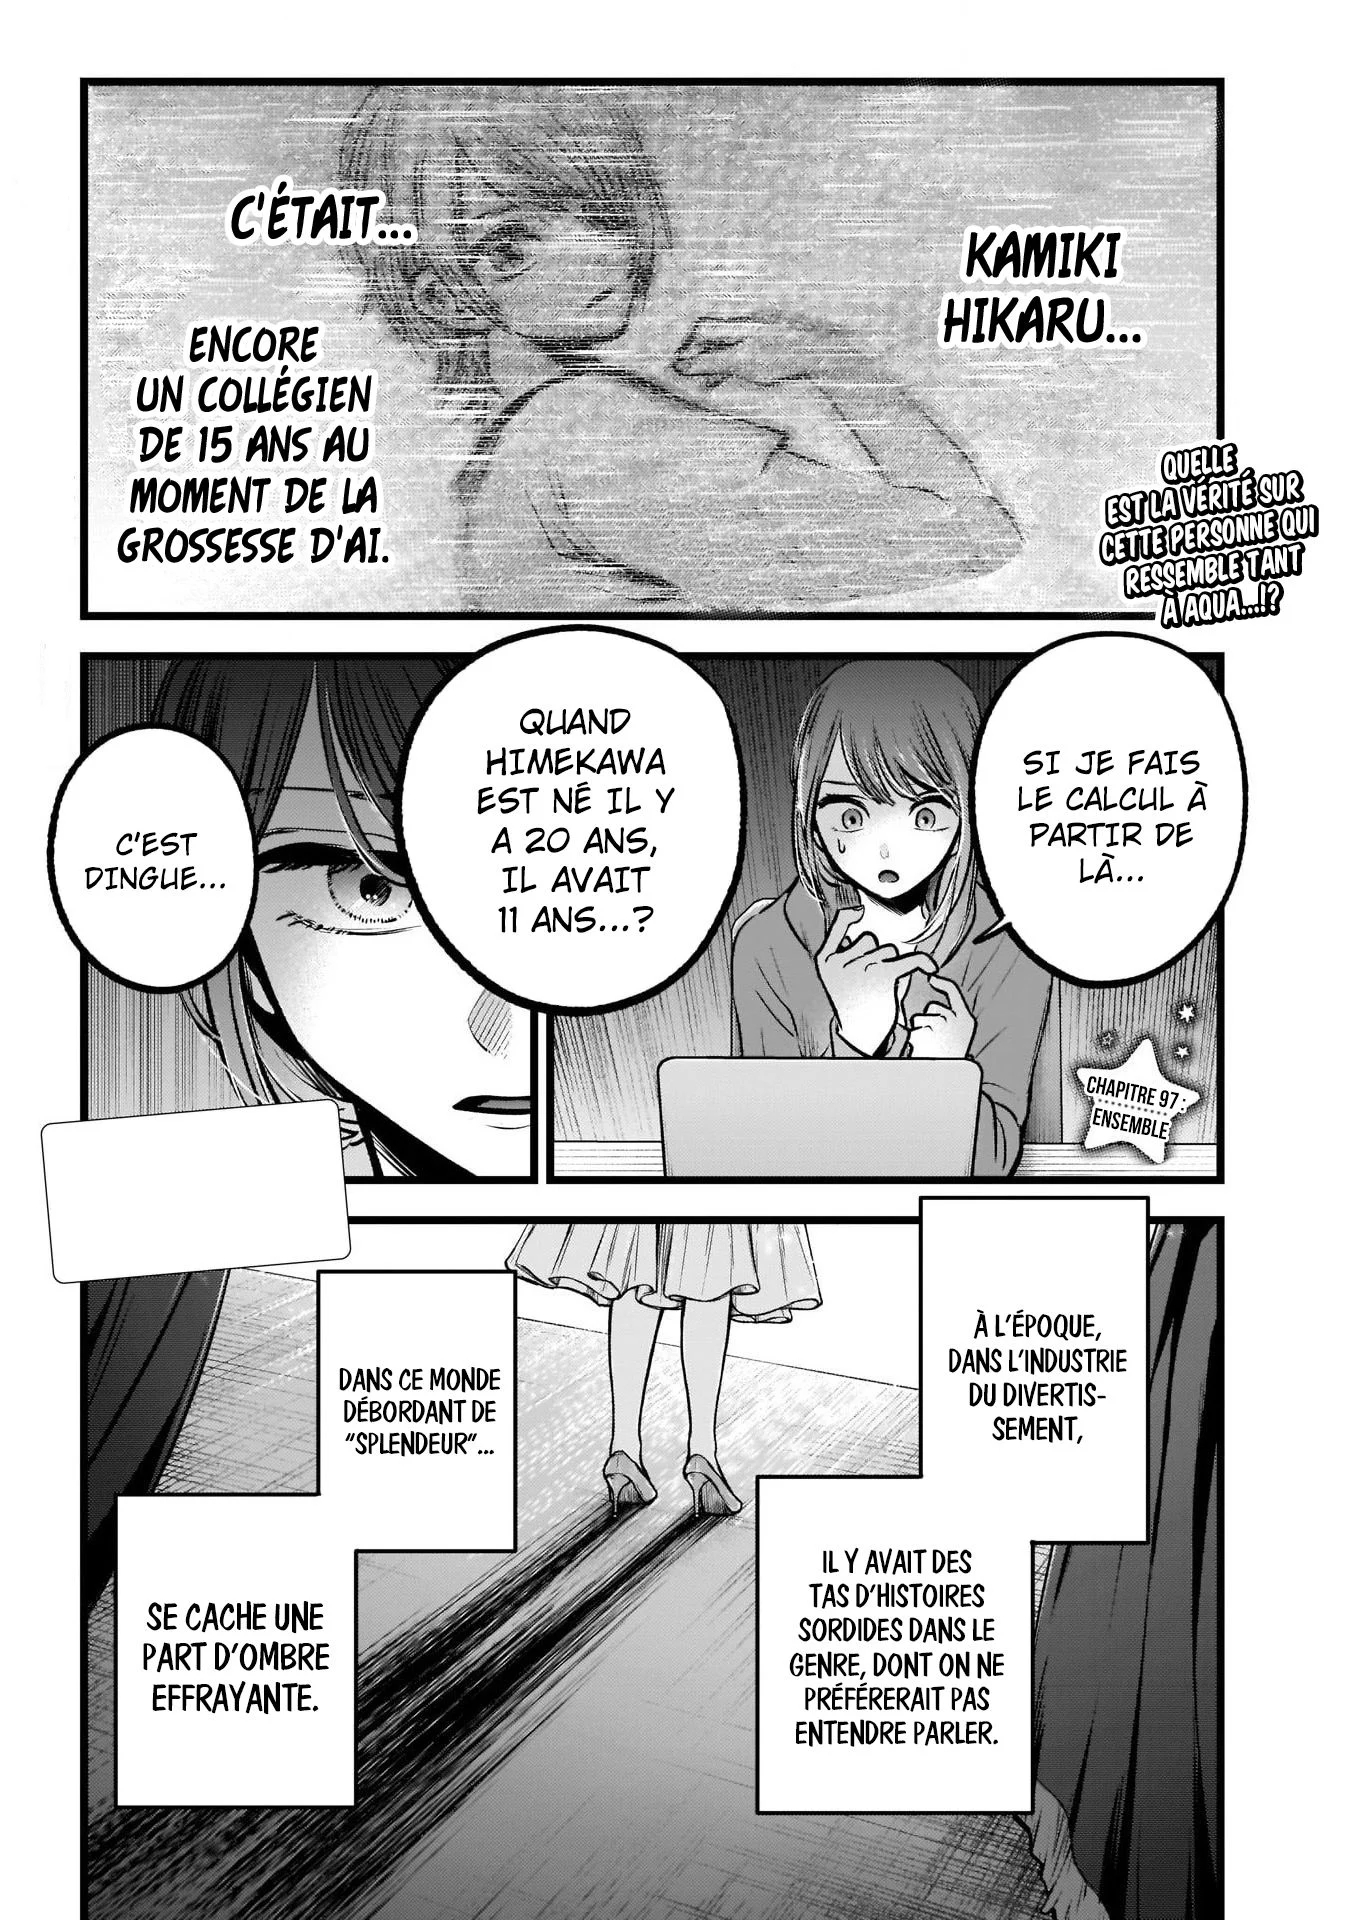 KAMIKI
HIKARU...
C'ÉTAIT...
ENCORE
UN COLLÉGIEN
DE 15 ANS AU
MOMENT DE LA
GROSSESSE D'AI.
QUELLE
EST LA VÉRITÉ SUR
CETTE PERSONNE QUI
RESSEMBLE TANT
À AQUA...!?
SI JE FAIS
LE CALCUL À
PARTIR DE
LÀ...
QUAND
HIMEKAWA
EST NÉ IL Y
A 20 ANS,
IL AVAIT
11 ANS...?
C'EST
DINGUE...
CHAPITRE 97 :
ENSEMBLE
À L'ÉPOQUE,
DANS L'INDUSTRIE
DU DIVERTIS-
SEMENT,
IL Y AVAIT DES
TAS D'HISTOIRES
SORDIDES DANS LE
GENRE, DONT ON NE
PRÉFÉRERAIT PAS
ENTENDRE PARLER.
DANS CE MONDE
DÉBORDANT DE
"SPLENDEUR"...
SE CACHE UNE
PART D'OMBRE
EFFRAYANTE.